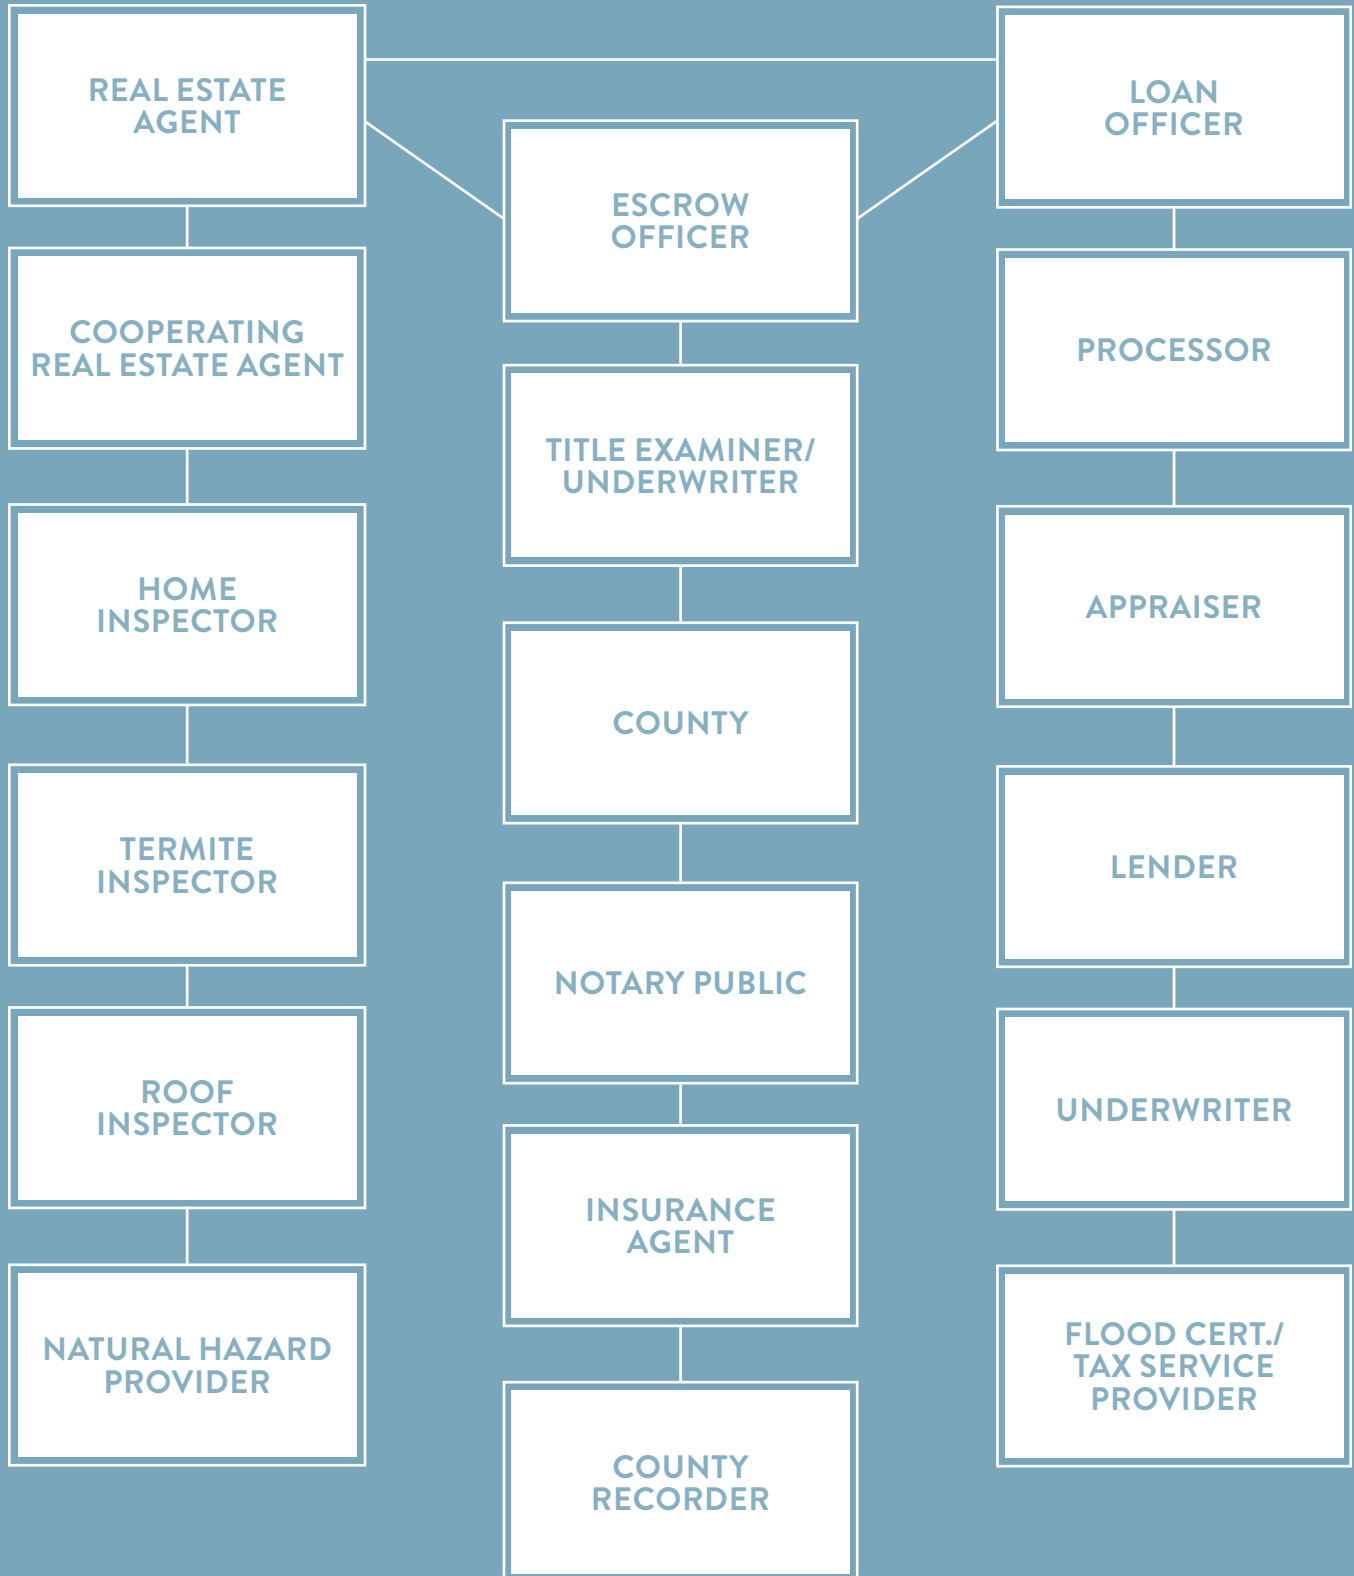 REAL ESTATE
AGENT
COOPERATING
REAL ESTATE AGENT
HOME
INSPECTOR
TERMITE
INSPECTOR
ROOF
INSPECTOR
NATURAL HAZARD
PROVIDER
ESCROW
OFFICER
TITLE EXAMINER/
UNDERWRITER
COUNTY
NOTARY PUBLIC
INSURANCE
AGENT
COUNTY
RECORDER
LOAN
OFFICER
PROCESSOR
APPRAISER
LENDER
UNDERWRITER
FLOOD CERT./
TAX SERVICE
PROVIDER